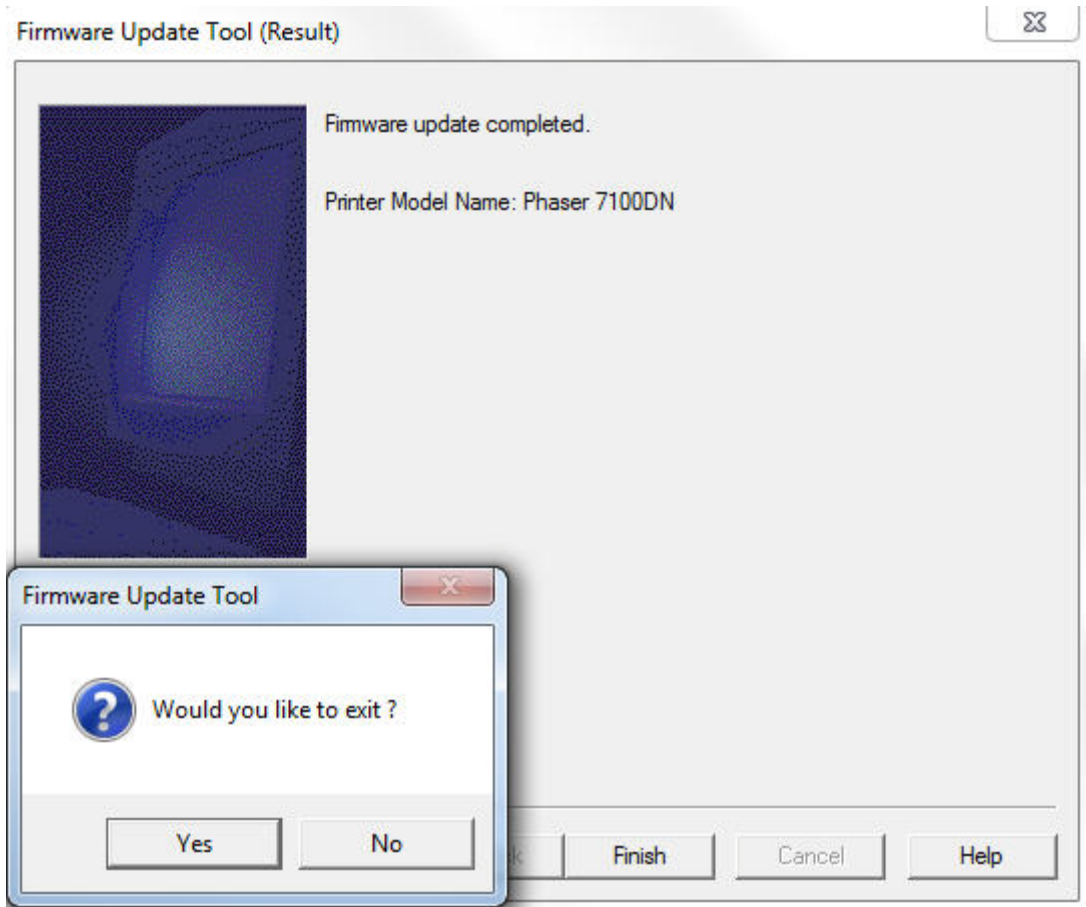 Firmware Update Tool (Result)
Firmware update completed.
Printer Model Name: Phaser 7100DN
Firmware Update Tool
Would you like to exit ?
Yes No
Finish Cancel Help